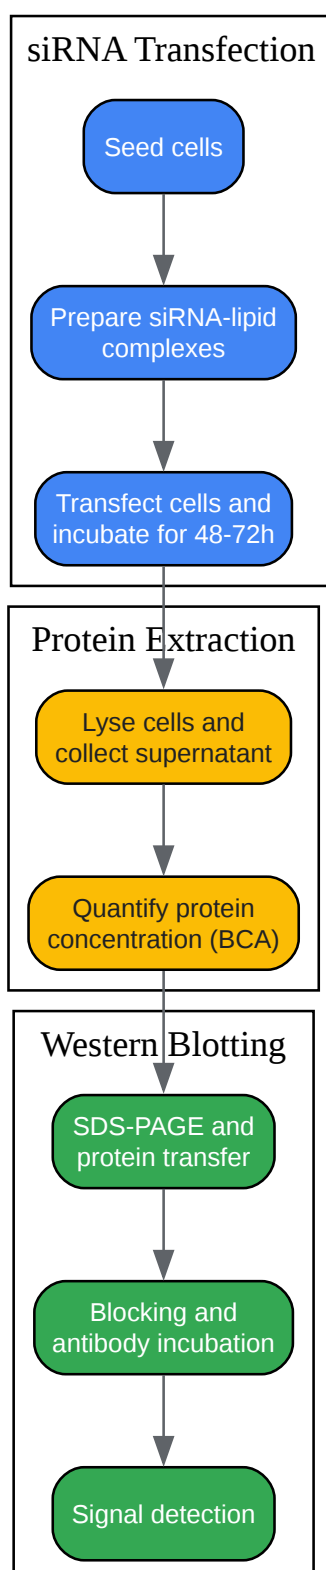 siRNA Transfection
Seed cells
Prepare siRNA-lipid
complexes
Transfect cells and
incubate for 48-72h
Protein Extraction
Lyse cells and
collect supernatant
Quantify protein
concentration (BCA)
Western Blotting
SDS-PAGE and
protein transfer
Blocking and
antibody incubation
Signal detection